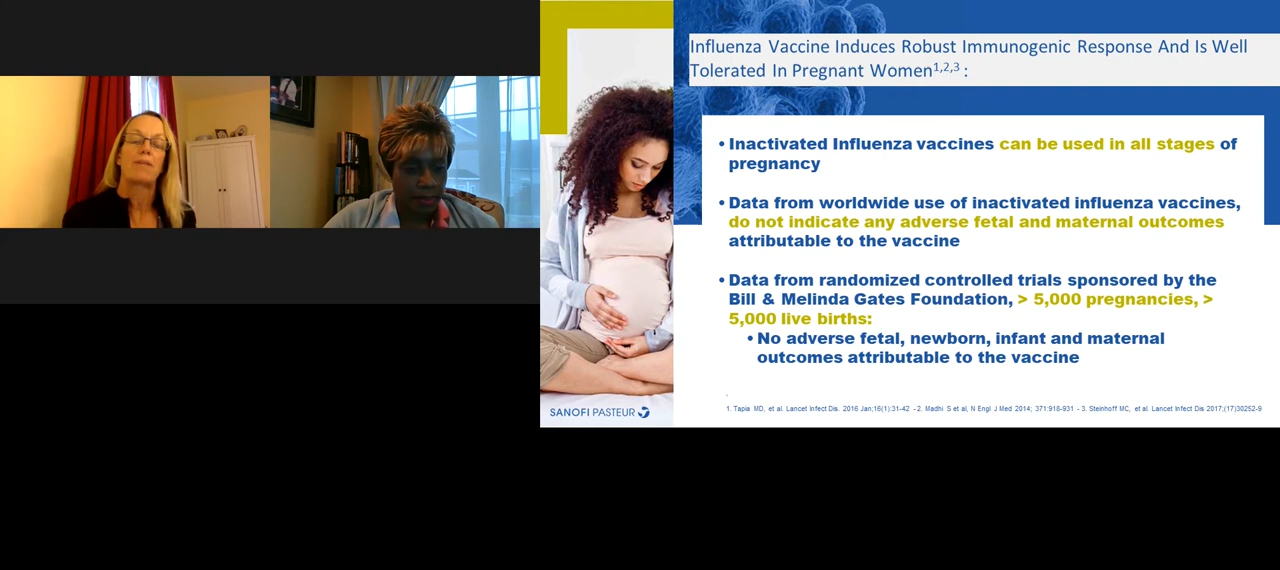 Influenza Vaccine Induces Robust Immunogenic Response And Is Well
Tolerated In Pregnant Women1,2,3 :
• Inactivated Influenza vaccines can be used in all stages of
pregnancy
• Data from worldwide use of inactivated influenza vaccines,
do not indicate any adverse fetal and maternal outcomes
attributable to the vaccine
• Data from randomized controlled trials sponsored by the
Bill & Melinda Gates Foundation, > 5,000 pregnancies, >
5,000 live births:
• No adverse fetal, newborn, infant and maternal
outcomes attributable to the vaccine
1. Tapia MD, et al. Lancet Infect Dis. 2016 Jan;16(1):31-42 - 2. Madhi S et al, N Engl J Med 2014; 371:918-931 - 3. Steinhoff MC, et al. Lancet Infect Dis 2017;(17)30252-9
SANOFI PASTEUR